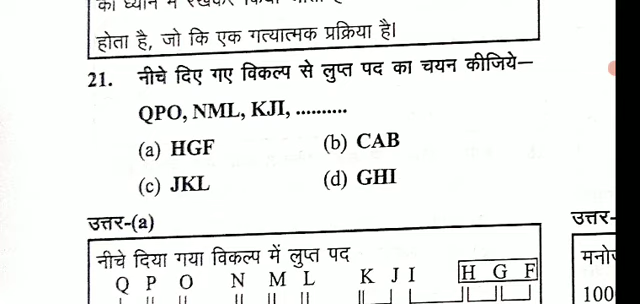 को ध्यान में रखकर किया जाता है
होता है, जो कि एक गत्यात्मक प्रक्रिया है।
21. नीचे दिए गए विकल्प से लुप्त पद का चयन कीजिये–
QPO, NML, KJI, ..........
(a) HGF (b) CAB
(c) JKL (d) GHI
उत्तर-(a) उत्तर-
नीचे दिया गया विकल्प में लुप्त पद
Q P O N M L K J I H G F
100